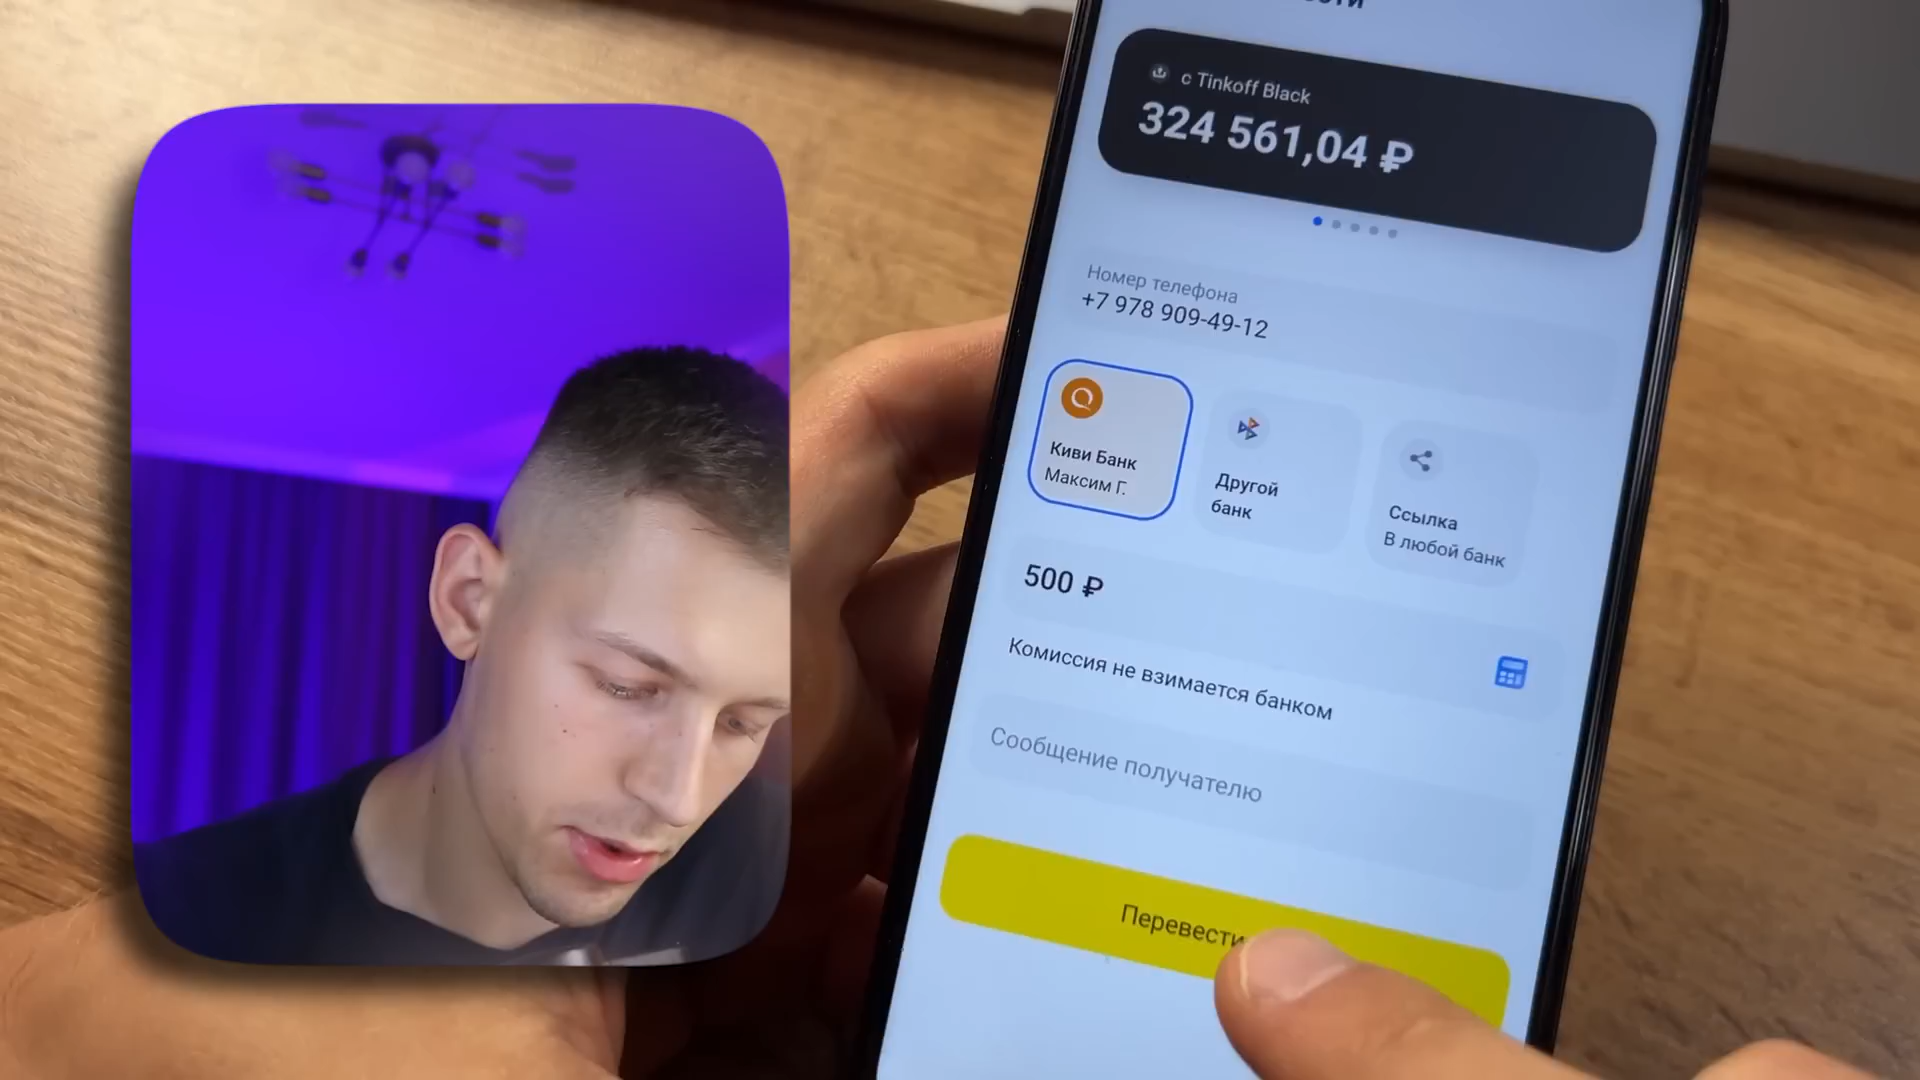 с Tinkoff Black
324 561,04 ₽
Номер телефона
+7 978 909-49-12
Киви Банк
Максим Г.
Другой
банк
Ссылка
В любой банк
500 ₽
Комиссия не взимается банком
Сообщение получателю
Перевести